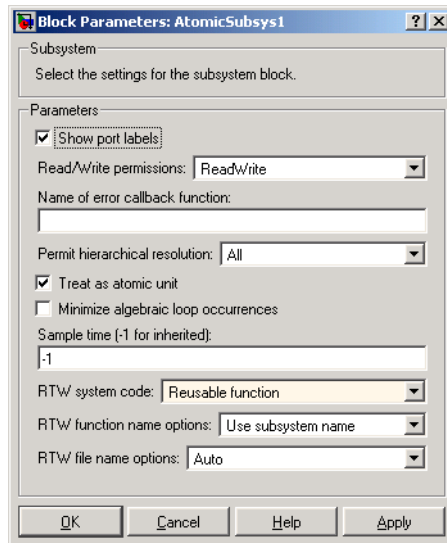 Block Parameters: AtomicSubsys1
Subsystem
Select the settings for the subsystem block.
Parameters
Show port labels
Read/Write permissions: ReadWrite
Name of error callback function:
Permit hierarchical resolution: All
Treat as atomic unit
Minimize algebraic loop occurrences
Sample time (-1 for inherited):
-1
RTW system code: Reusable function
RTW function name options: Use subsystem name
RTW file name options: Auto
OK Cancel Help Apply